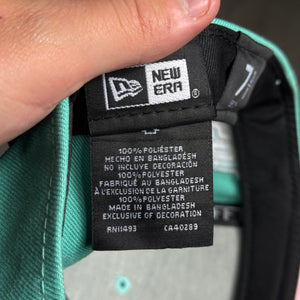 NEW
ERA
®
100% POLIÉSTER
HECHO EN BANGLADÉSH
NO INCLUYE DECORACIÓN
100% POLYESTER
FABRIQUÉ AU BANGLADESH
À L'EXCLUSION DE LA GARNITURE
100% POLYESTER
MADE IN BANGLADESH
EXCLUSIVE OF DECORATION
RN11493 CA40289